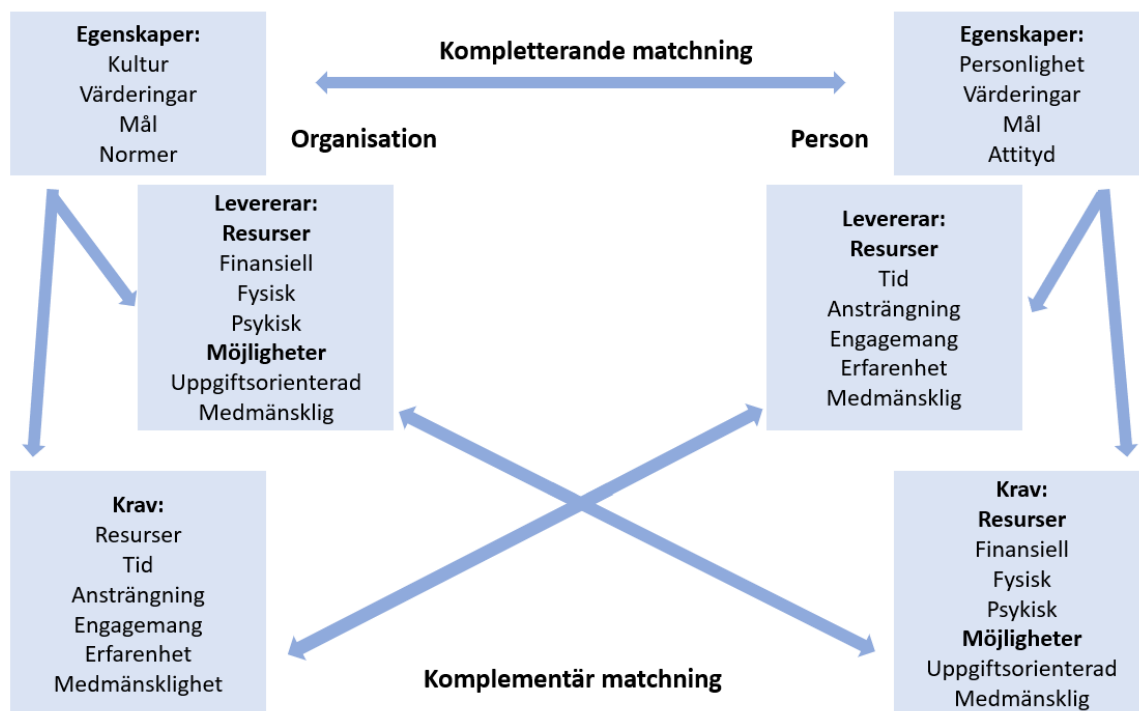 Egenskaper:
Kultur
Värderingar
Mål
Normer
Kompletterande matchning
Egenskaper:
Personlighet
Värderingar
Mål
Attityd
Organisation
Person
Levererar:
Resurser
Finansiell
Fysisk
Psykisk
Möjligheter
Uppgiftsorienterad
Medmänsklig
Levererar:
Resurser
Tid
Ansträngning
Engagemang
Erfarenhet
Medmänsklig
Krav:
Resurser
Tid
Ansträngning
Engagemang
Erfarenhet
Medmänsklighet
Komplementär matchning
Krav:
Resurser
Finansiell
Fysisk
Psykisk
Möjligheter
Uppgiftsorienterad
Medmänsklig